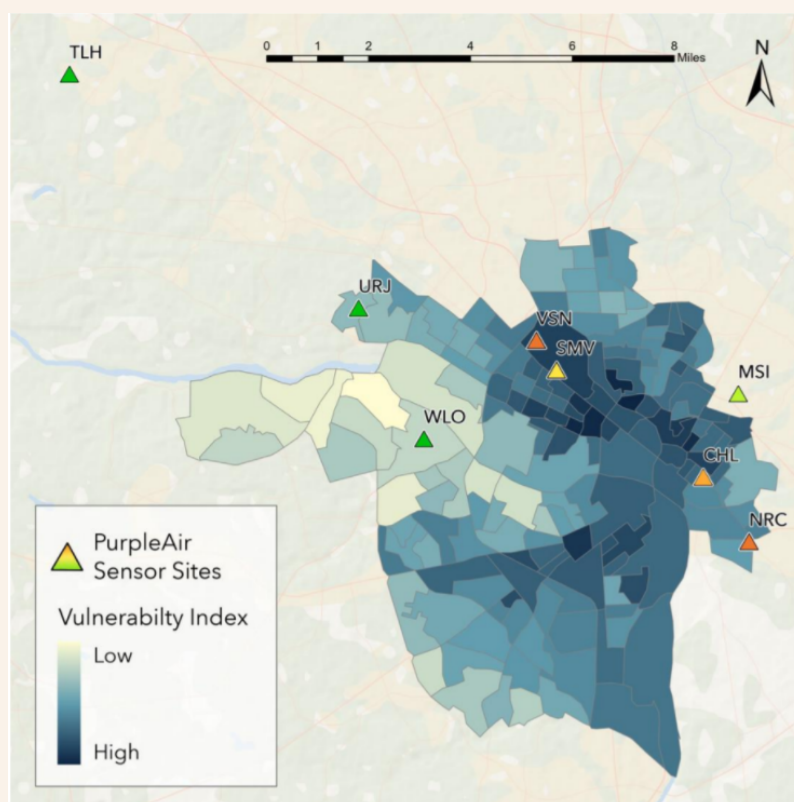 TLH
0 1 2 4 6 8
Miles
N
URJ
VSN
SMV
MSI
WLO
CHL
NRC
PurpleAir
Sensor Sites
Vulnerabilty Index
Low
High